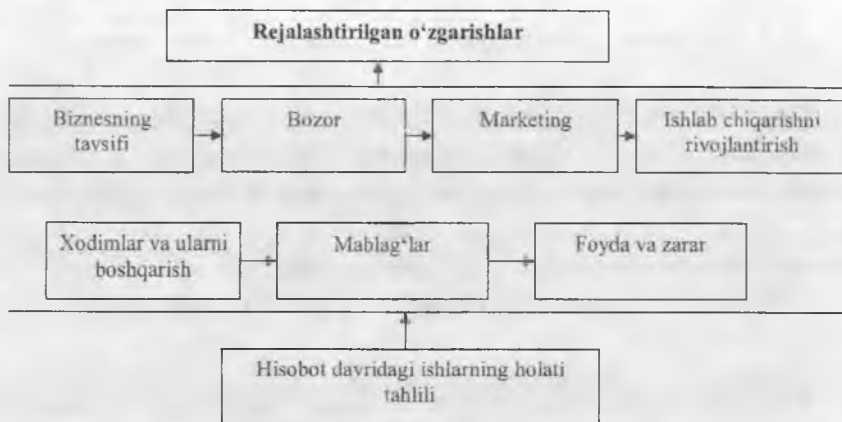 Rejalashtirilgan o‘zgarishlar
Biznesning
tavsifi
Bozor
Marketing
Ishlab chiqarishni
rivojlantirish
Xodimlar va ularni
boshqarish
Mablag‘lar
Foyda va zarar
Hisobot davridagi ishlarning holati
tahlili